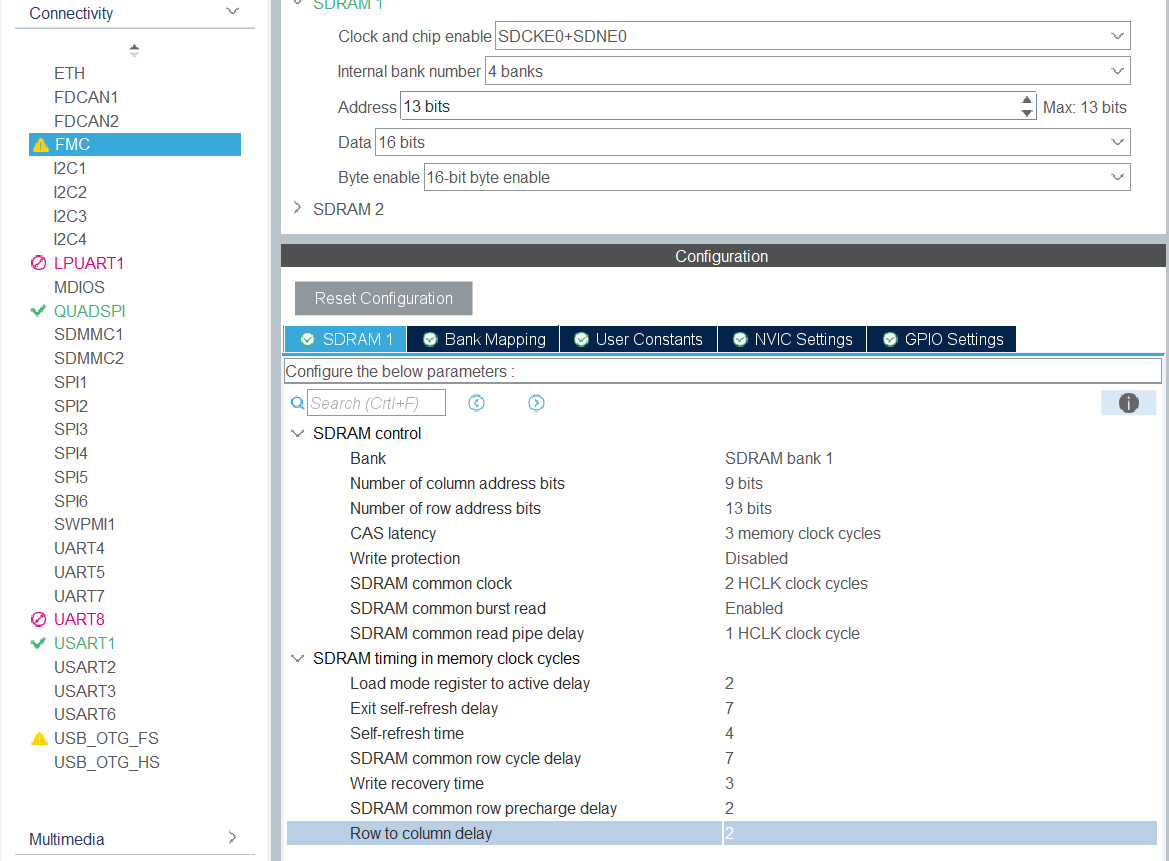 Connectivity
ETH
FDCAN1
FDCAN2
FMC
I2C1
I2C2
I2C3
I2C4
LPUART1
MDIOS
QUADSPI
SDMMC1
SDMMC2
SPI1
SPI2
SPI3
SPI4
SPI5
SPI6
SWPMI1
UART4
UART5
UART7
UART8
USART1
USART2
USART3
USART6
USB_OTG_FS
USB_OTG_HS
Multimedia
SDRAM 1
Clock and chip enable SDCKE0+SDNE0
Internal bank number 4 banks
Address 13 bits Max: 13 bits
Data 16 bits
Byte enable 16-bit byte enable
SDRAM 2
Configuration
Reset Configuration
SDRAM 1 Bank Mapping User Constants NVIC Settings GPIO Settings
Configure the below parameters :
Search (Crtl+F)
SDRAM control
Bank SDRAM bank 1
Number of column address bits 9 bits
Number of row address bits 13 bits
CAS latency 3 memory clock cycles
Write protection Disabled
SDRAM common clock 2 HCLK clock cycles
SDRAM common burst read Enabled
SDRAM common read pipe delay 1 HCLK clock cycle
SDRAM timing in memory clock cycles
Load mode register to active delay 2
Exit self-refresh delay 7
Self-refresh time 4
SDRAM common row cycle delay 7
Write recovery time 3
SDRAM common row precharge delay 2
Row to column delay 2